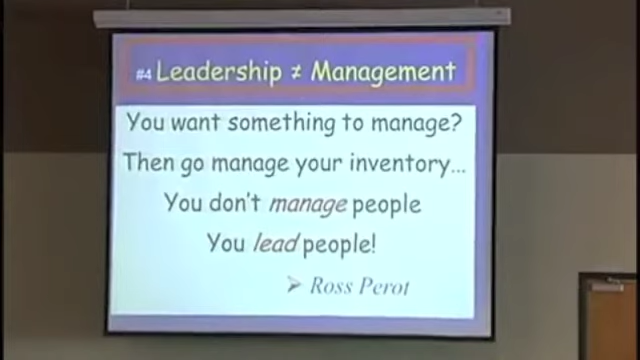 #4 Leadership ≠ Management
You want something to manage?
Then go manage your inventory...
You don't manage people
You lead people!
➢ Ross Perot